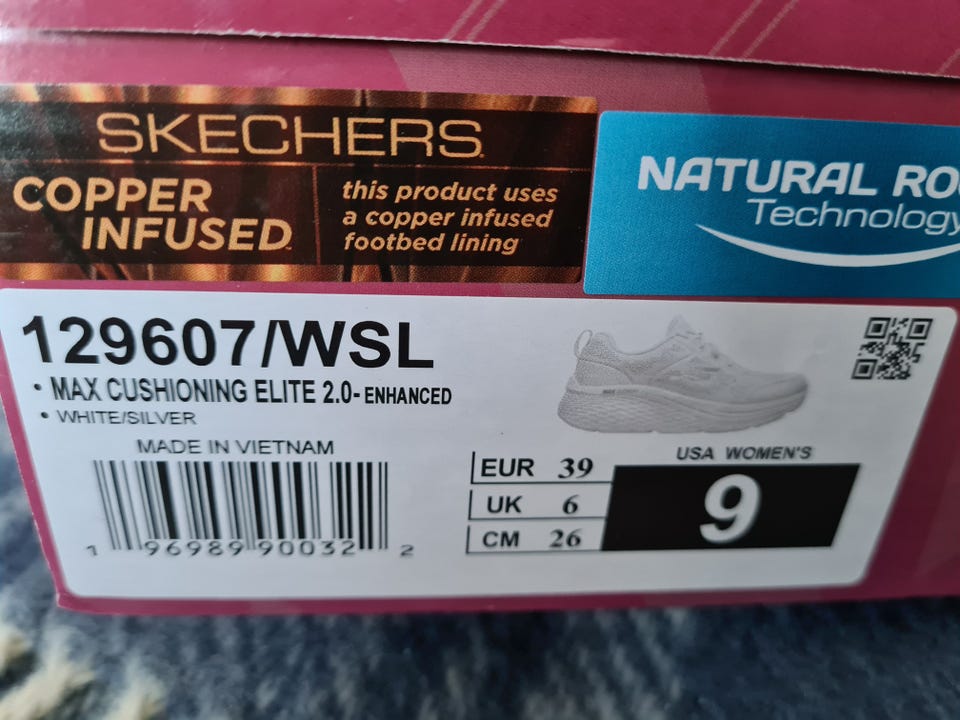 SKECHERS
COPPER
INFUSED
this product uses
a copper infused
footbed lining
NATURAL
Technology
129607/WSL
• MAX CUSHIONING ELITE 2.0- ENHANCED
• WHITE/SILVER
MADE IN VIETNAM
1 96989 90032 2
EUR 39
UK 6
CM 26
USA WOMEN'S
9